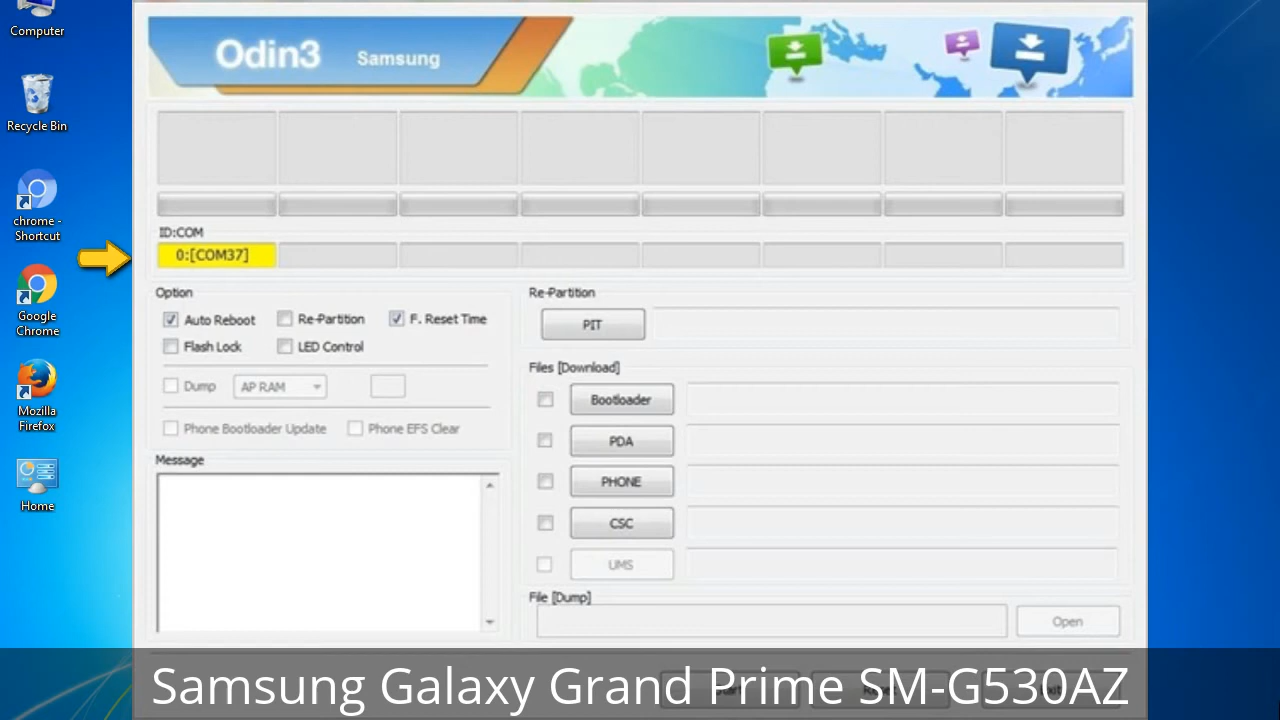 Computer
Recycle Bin
chrome -
Shortcut
Google
Chrome
Mozilla
Firefox
Home
Odin3 Samsung
ID:COM
0:[COM37]
Option
Auto Reboot Re-Partition F. Reset Time
Flash Lock LED Control
Dump AP RAM
Phone Bootloader Update Phone EFS Clear
Message
Re-Partition
PIT
Files [Download]
Bootloader
PDA
PHONE
CSC
UMS
File [Dump]
Open
Samsung Galaxy Grand Prime SM-G530AZ